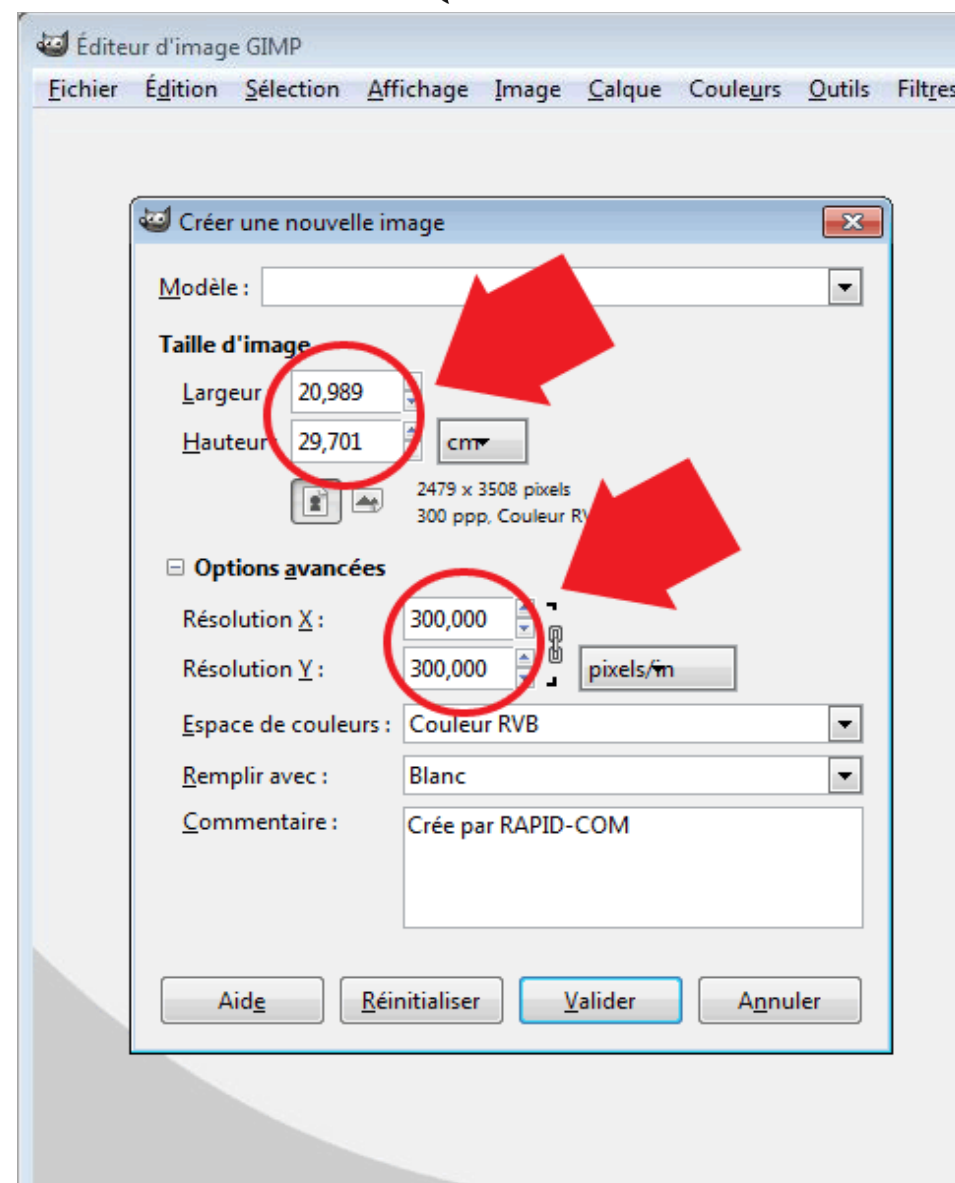 Éditeur d'image GIMP
Fichier Édition Sélection Affichage Image Calque Couleurs Outils Filtres
Créer une nouvelle image
Modèle :
Taille d'image
Largeur 20,989
Hauteur : 29,701 cm
2479 x 3508 pixels
300 ppp, Couleur
Options avancées
Résolution X : 300,000
Résolution Y : 300,000 pixels/in
Espace de couleurs : Couleur RVB
Remplir avec : Blanc
Commentaire : Crée par RAPID-COM
Aide Réinitialiser Valider Annuler